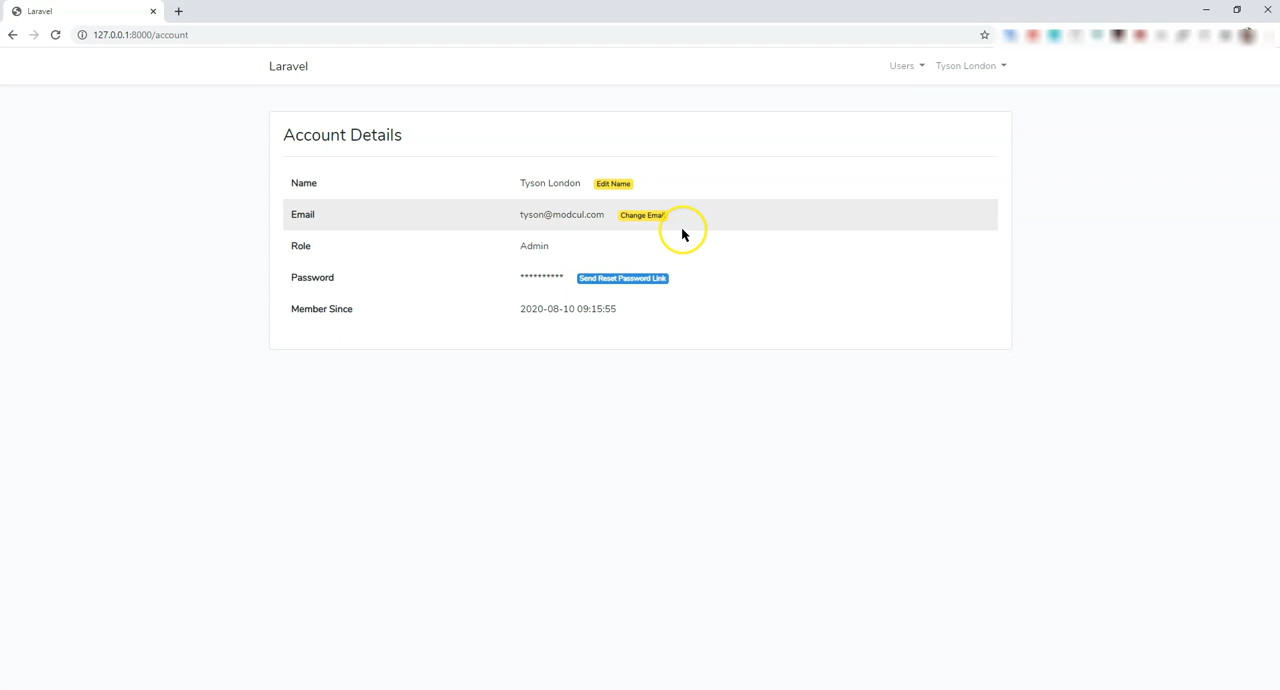 Laravel
127.0.0.1:8000/account
Laravel
Users
Tyson London
Account Details
Name Tyson London Edit Name
Email tyson@modcul.com Change Email
Role Admin
Password ********** Send Reset Password Link
Member Since 2020-08-10 09:15:55